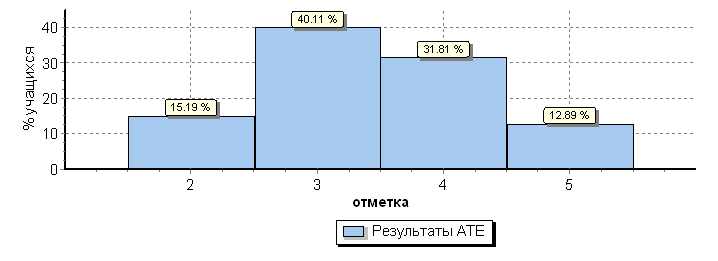 % учащихся
40
30
20
10
0
15.19 %
40.11 %
31.81 %
12.89 %
2 3 4 5
отметка
Результаты АТЕ